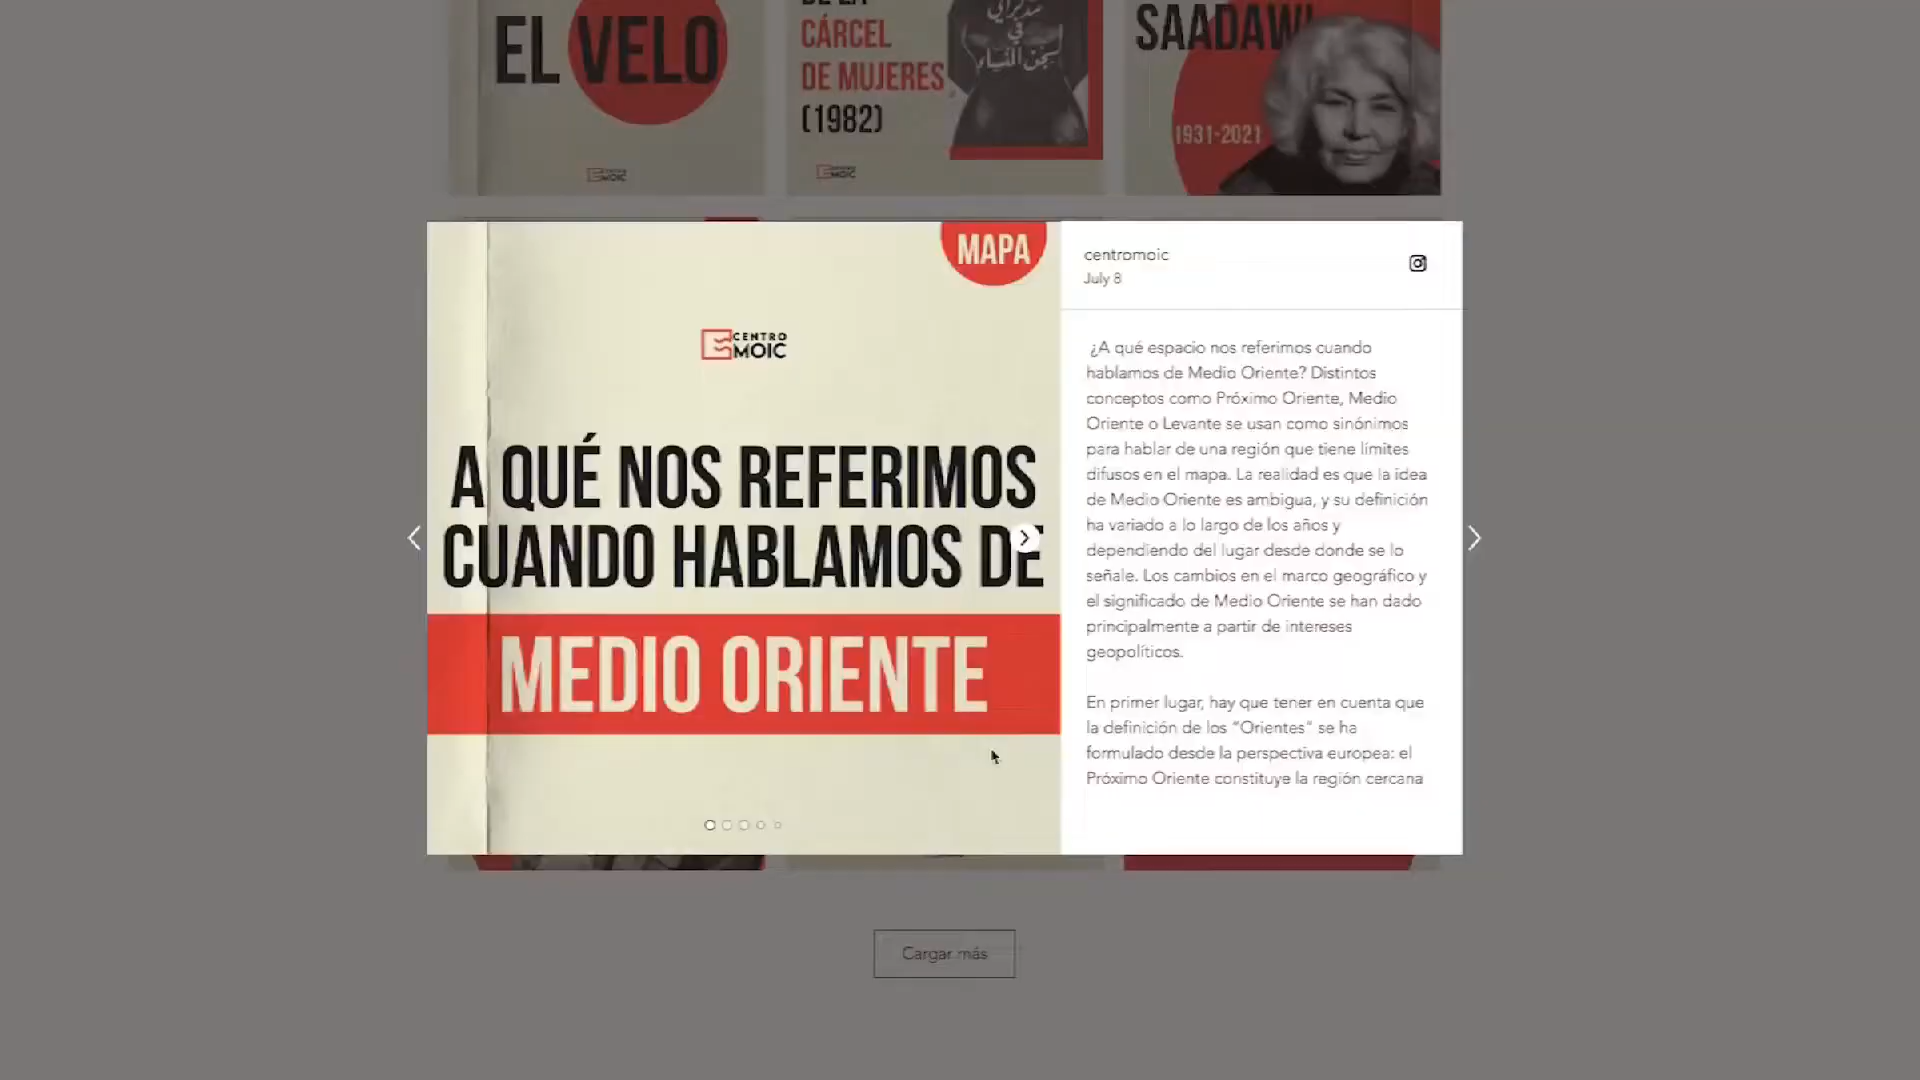 EL VELO
CENTRO
MOIC
DE LA
CÁRCEL
DE MUJERES
(1982)
CENTRO
MOIC
SAADAWI
1931-2021
MAPA
CENTRO
MOIC
A QUÉ NOS REFERIMOS
CUANDO HABLAMOS DE
MEDIO ORIENTE
centromoic
July 8
¿A qué espacio nos referimos cuando
hablamos de Medio Oriente? Distintos
conceptos como Próximo Oriente, Medio
Oriente o Levante se usan como sinónimos
para hablar de una región que tiene límites
difusos en el mapa. La realidad es que la idea
de Medio Oriente es ambigua, y su definición
ha variado a lo largo de los años y
dependiendo del lugar desde donde se lo
señale. Los cambios en el marco geográfico y
el significado de Medio Oriente se han dado
principalmente a partir de intereses
geopolíticos.
En primer lugar, hay que tener en cuenta que
la definición de los "Orientes" se ha
formulado desde la perspectiva europea: el
Próximo Oriente constituye la región cercana
Cargar más